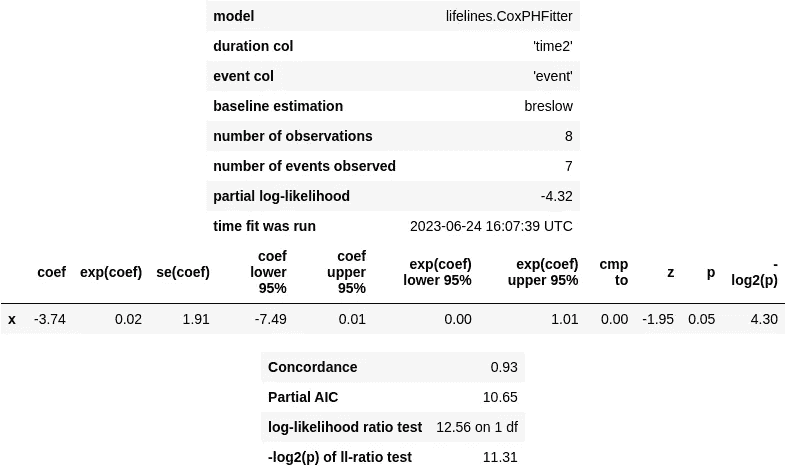 model lifelines.CoxPHFitter
duration col 'time2'
event col 'event'
baseline estimation breslow
number of observations 8
number of events observed 7
partial log-likelihood -4.32
time fit was run 2023-06-24 16:07:39 UTC
coef exp(coef) se(coef) coef lower 95% coef upper 95% exp(coef) lower 95% exp(coef) upper 95% cmp to z p -log2(p)
x -3.74 0.02 1.91 -7.49 0.01 0.00 1.01 0.00 -1.95 0.05 4.30
Concordance 0.93
Partial AIC 10.65
log-likelihood ratio test 12.56 on 1 df
-log2(p) of ll-ratio test 11.31